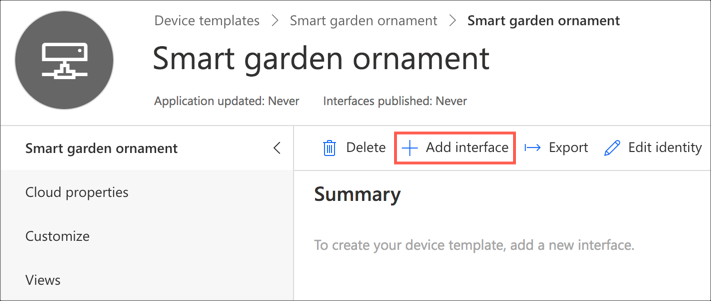 Device templates > Smart garden ornament > Smart garden ornament
Smart garden ornament
Application updated: Never Interfaces published: Never
Smart garden ornament
Delete Add interface Export Edit identity
Cloud properties
Customize
Views
Summary
To create your device template, add a new interface.